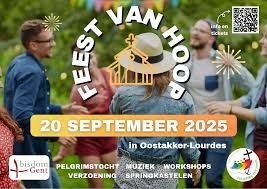 FEEST VAN HOOP
info en
tickets
20 SEPTEMBER 2025
in Oostakker-Lourdes
bisdom
Gent
PELGRIMSTOCHT MUZIEK WORKSHOPS
VERZOENING SPRINGKASTELEN